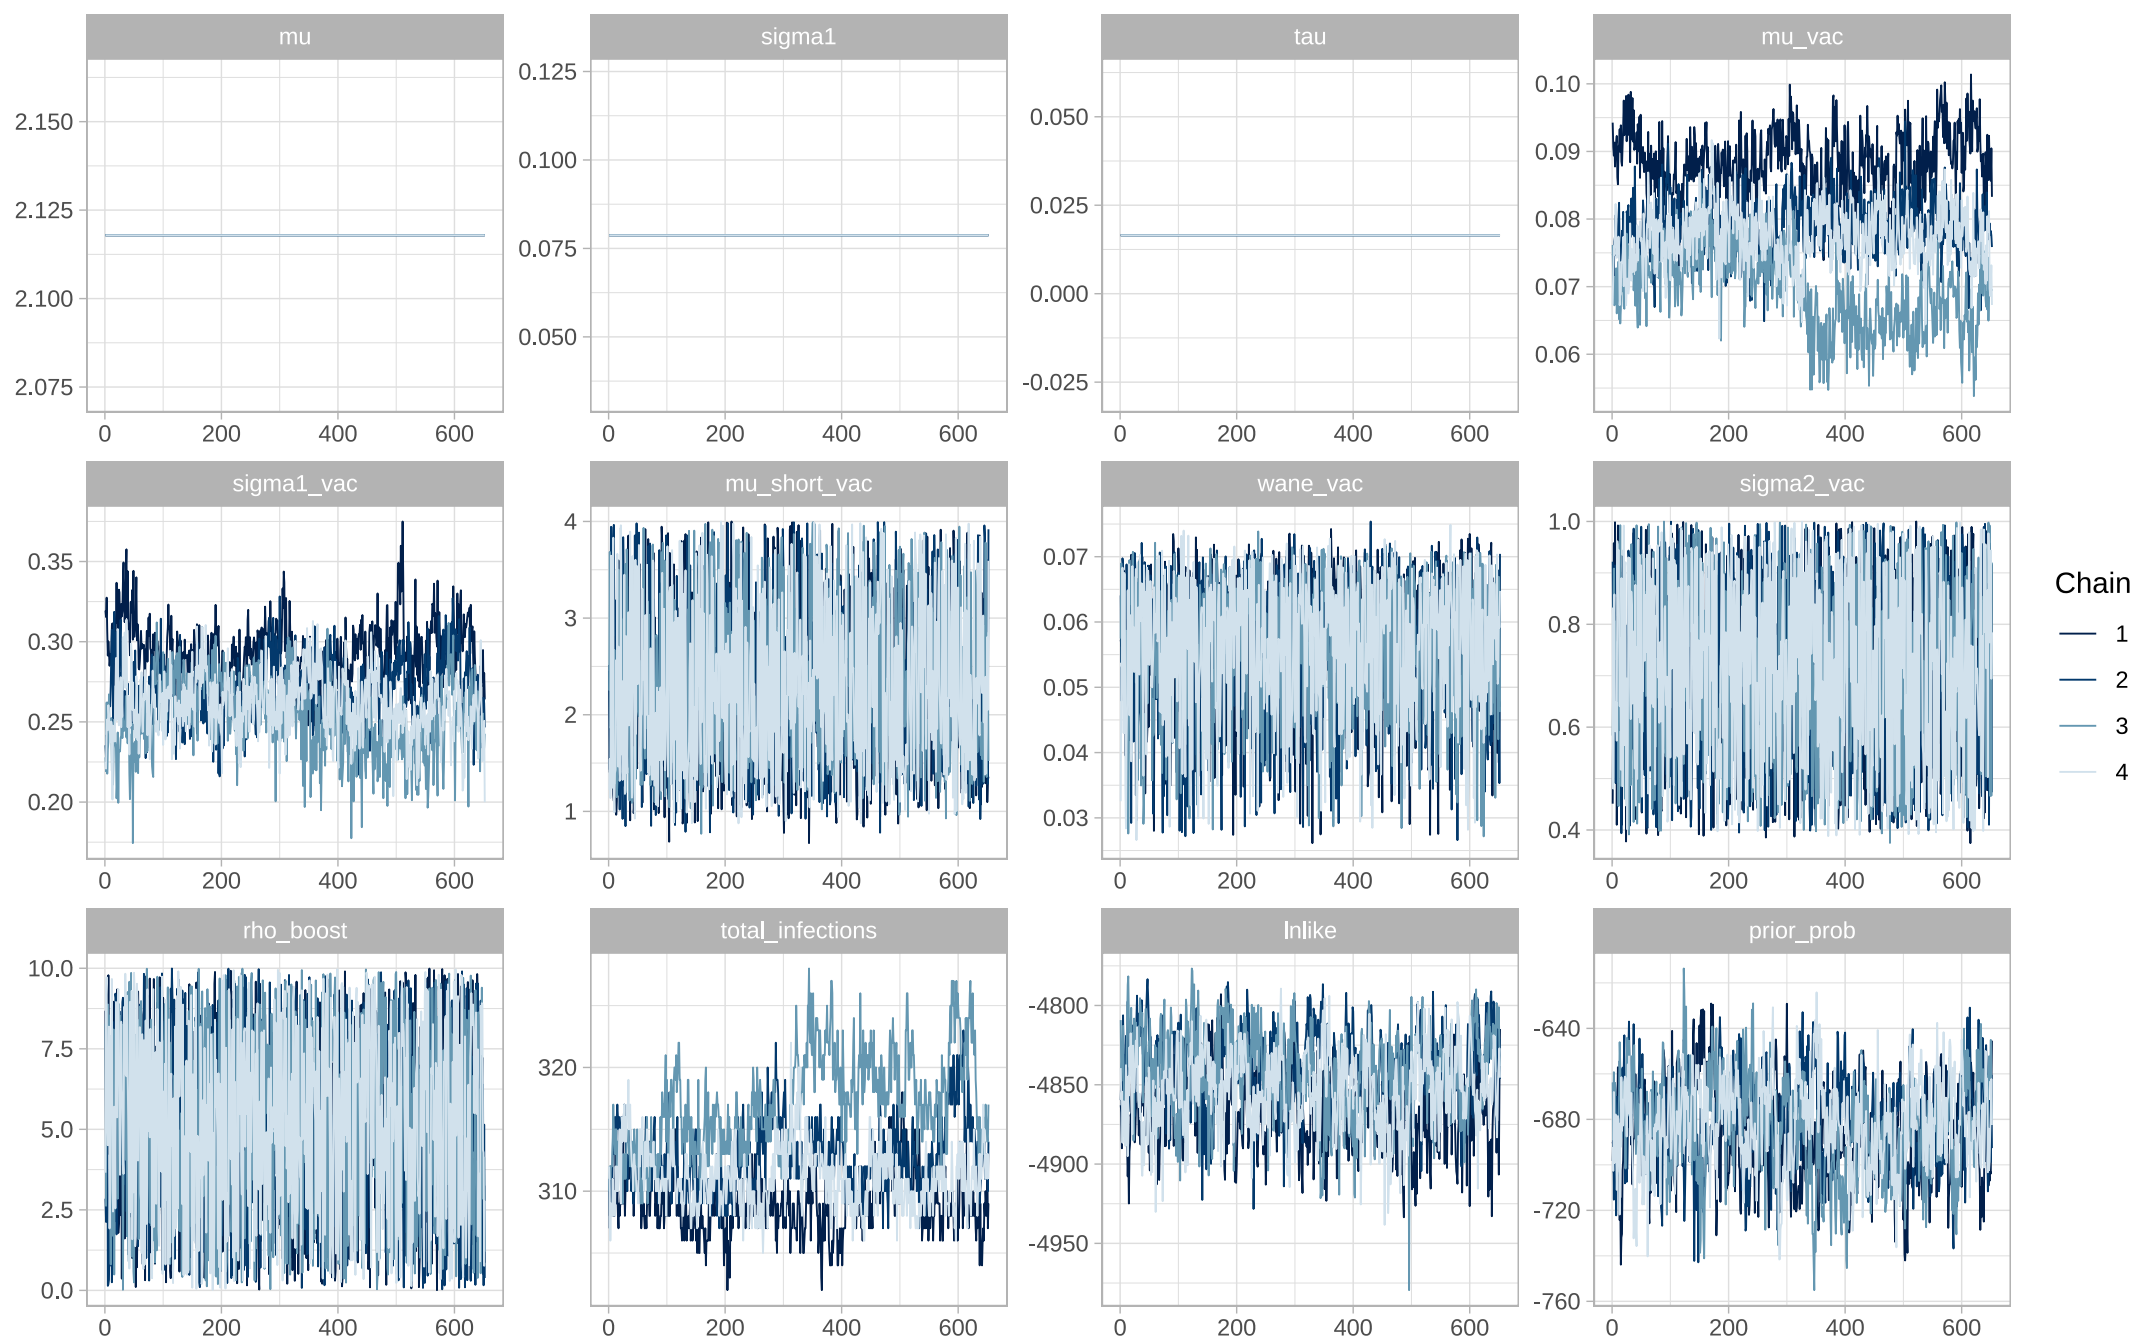 mu sigma1 tau mu_vac
2.150 2.125 2.100 2.075
0.125 0.100 0.075 0.050
0.050 0.025 0.000 -0.025
0.10 0.09 0.08 0.07 0.06
0 200 400 600 0 200 400 600 0 200 400 600 0 200 400 600
sigma1_vac mu_short_vac wane_vac sigma2_vac
0.35 0.30 0.25 0.20
4 3 2 1
0.07 0.06 0.05 0.04 0.03
1.0 0.8 0.6 0.4
0 200 400 600 0 200 400 600 0 200 400 600 0 200 400 600
rho_boost total_infections lnlike prior_prob
10.0 7.5 5.0 2.5 0.0
320 310
-4800 -4850 -4900 -4950
-640 -680 -720 -760
0 200 400 600 0 200 400 600 0 200 400 600 0 200 400 600
Chain
1
2
3
4